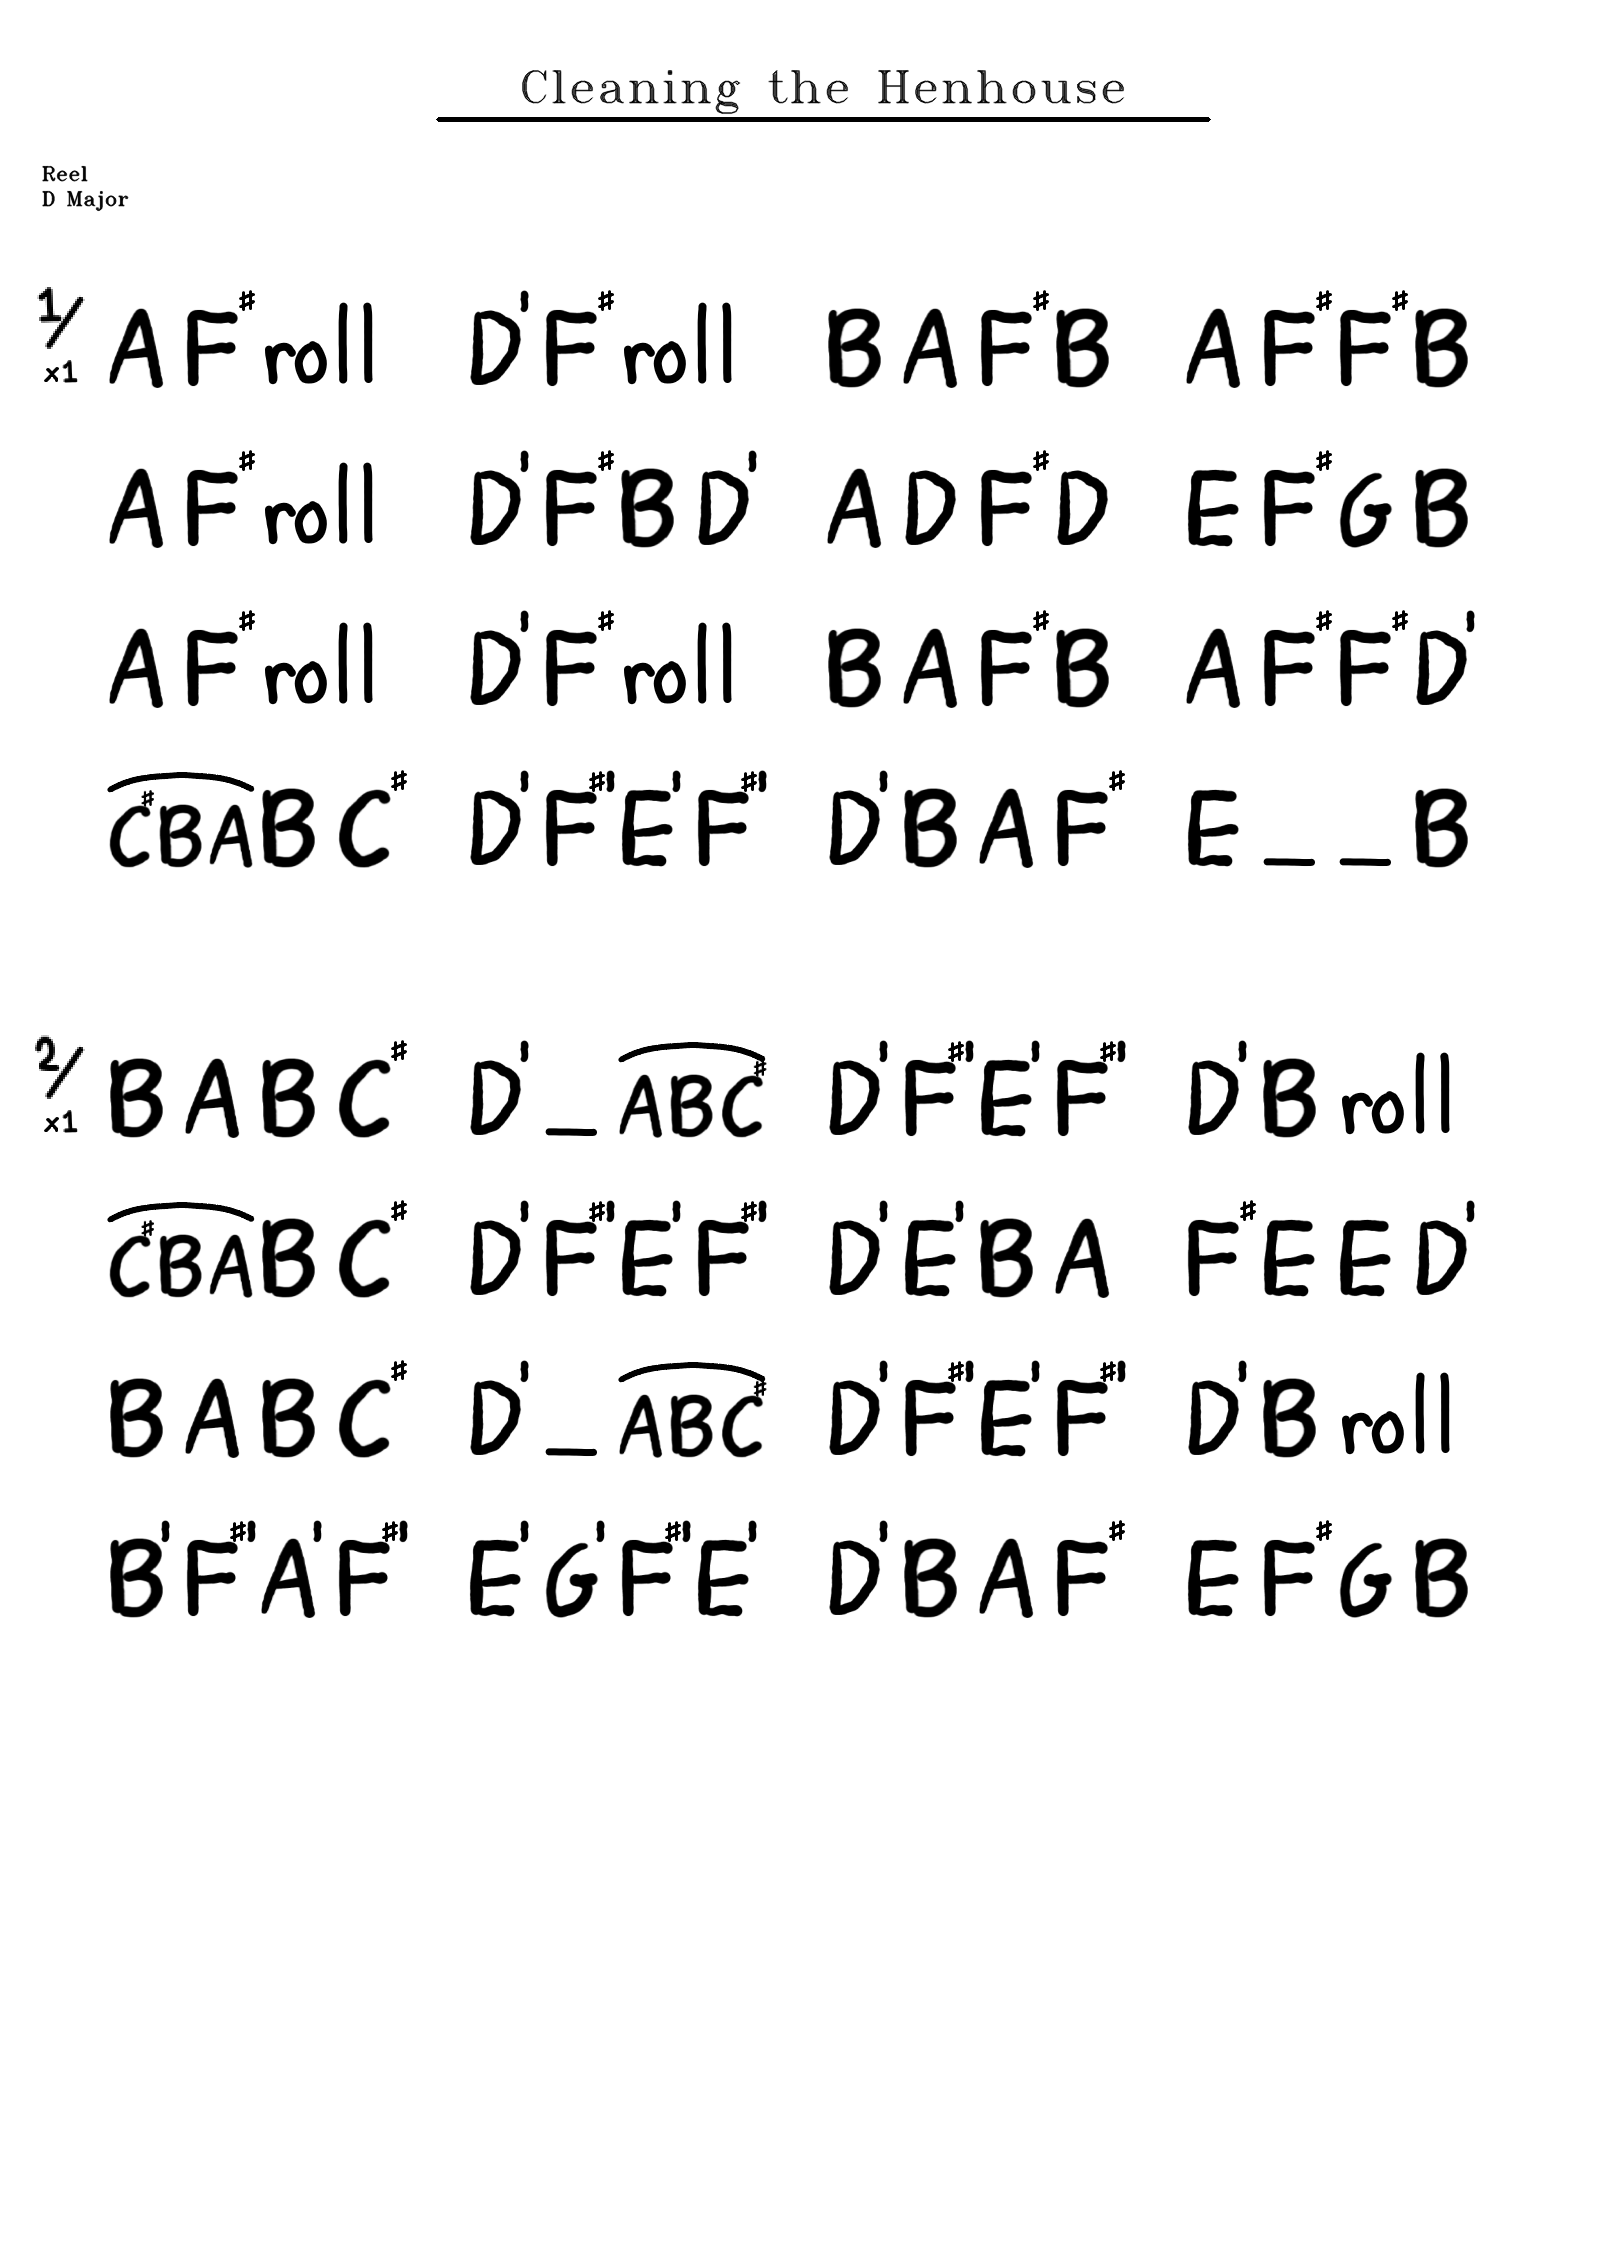 Cleaning the Henhouse
Reel
D Major
1/ x1 A F♯ roll D' F♯ roll B A F♯ B A F♯ F♯ B
A F♯ roll D' F♯ B D' A D F♯ D E F♯ G B
A F♯ roll D' F♯ roll B A F♯ B A F♯ F♯ D'
C♯ B A B C♯ D' F♯' E' F♯' D' B A F♯ E _ _ B
2/ x1 B A B C♯ D' _ A B C♯ D' F♯' E' F♯' D' B roll
C♯ B A B C♯ D' F♯' E' F♯' D' E' B A F♯ E E D'
B A B C♯ D' _ A B C♯ D' F♯' E' F♯' D' B roll
B' F♯' A' F♯' E' G' F♯' E' D' B A F♯ E F♯ G B